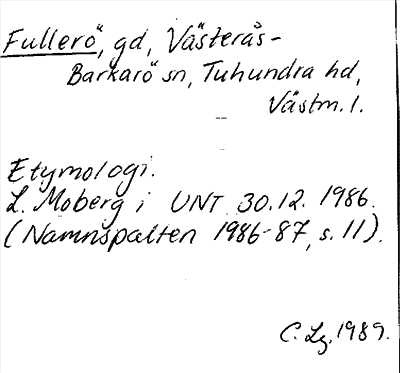 Fullerö, gd, Västerås-
Barkarö sn, Tuhundra hd,
Västm. l.
Etymologi.
L. Moberg i UNT 30.12. 1986.
(Namnspalten 1986-87, s. 11).
C. Lg. 1989.